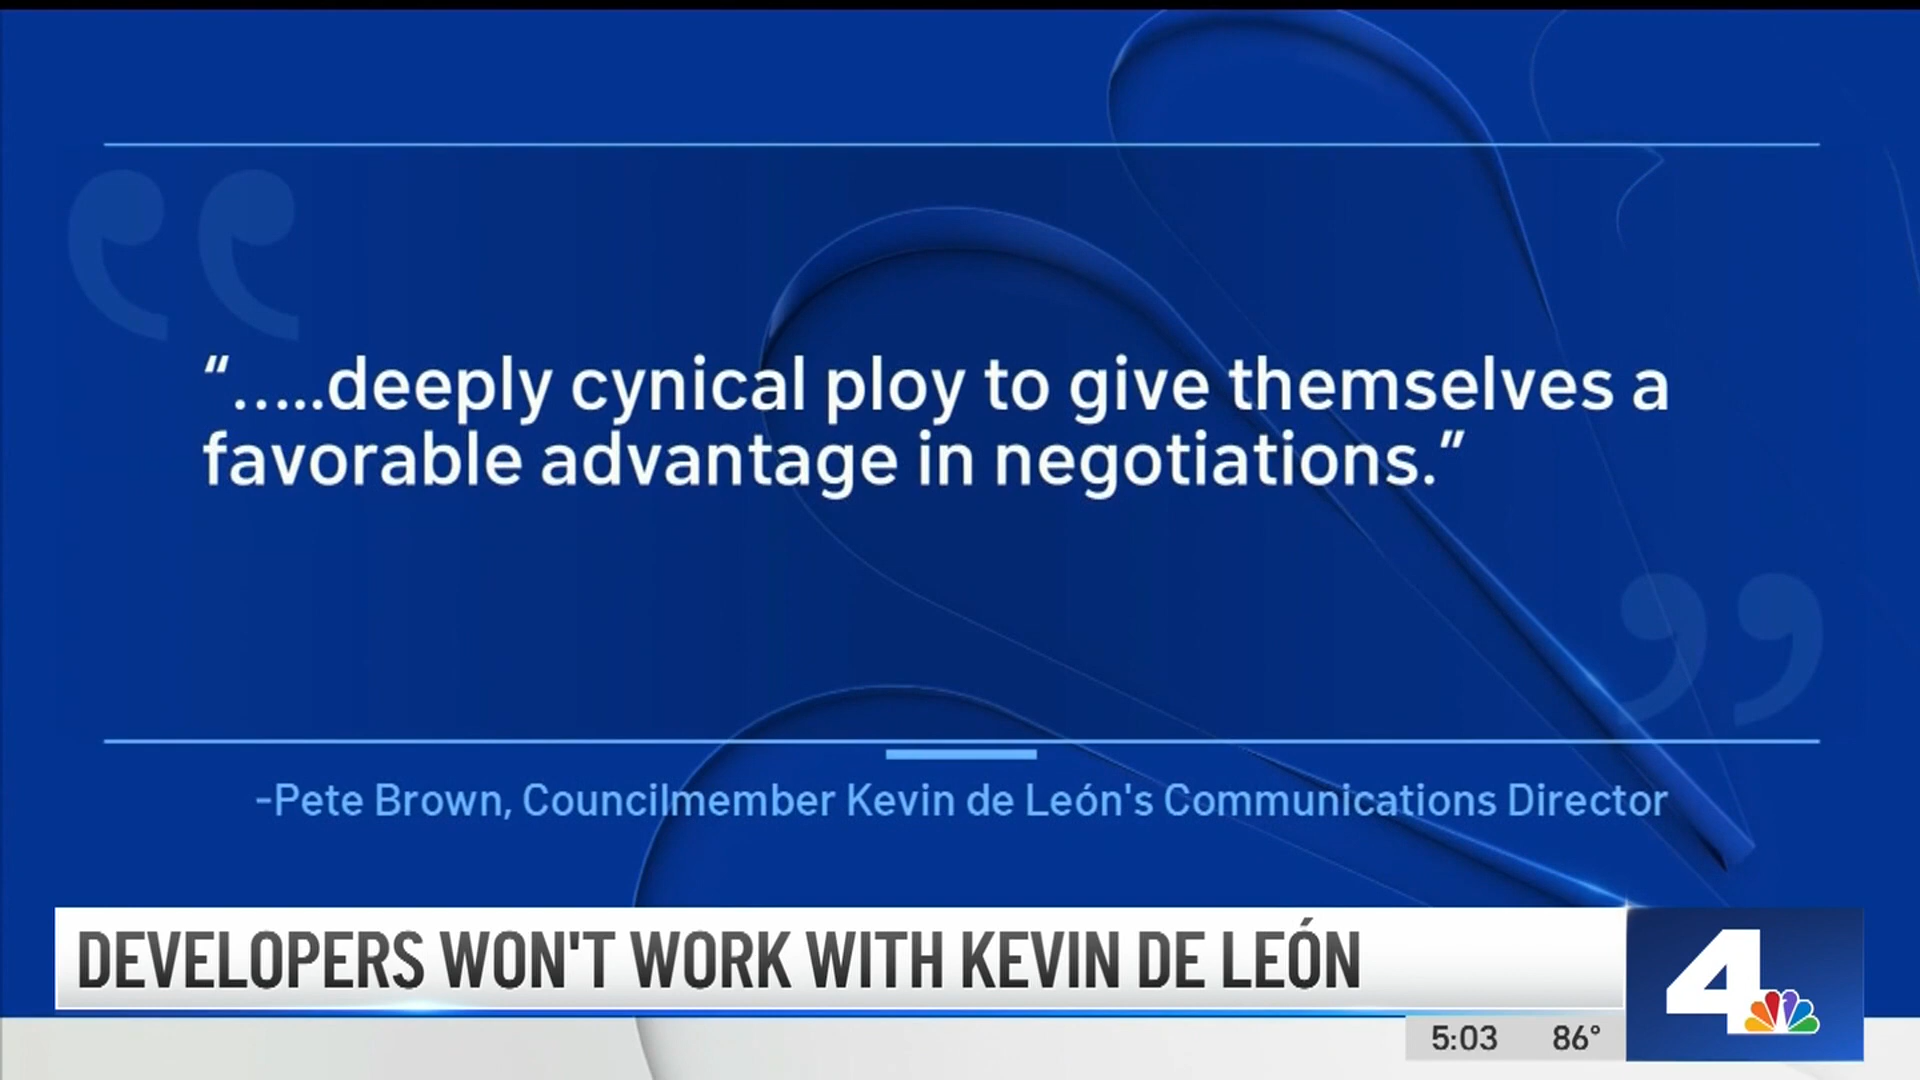 “.....deeply cynical ploy to give themselves a
favorable advantage in negotiations.”
-Pete Brown, Councilmember Kevin de León's Communications Director
DEVELOPERS WON'T WORK WITH KEVIN DE LEÓN
4
5:03 86°